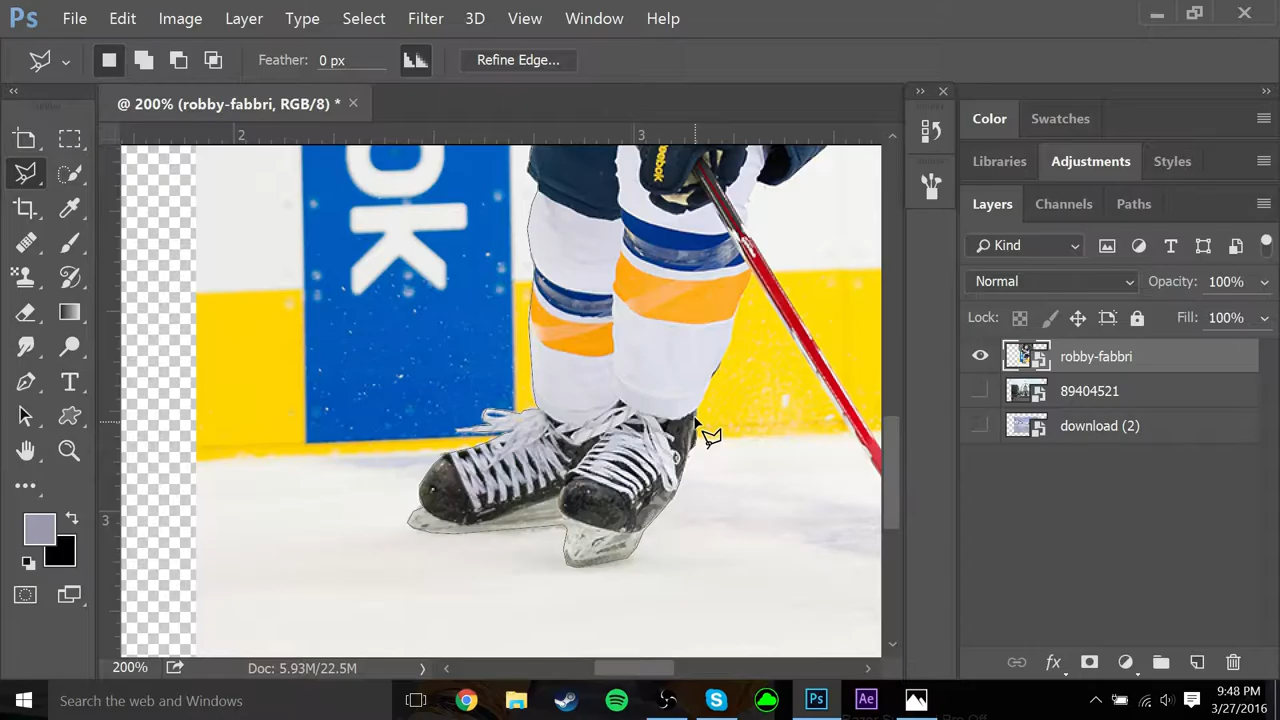 Ps File Edit Image Layer Type Select Filter 3D View Window Help
Feather: 0 px Refine Edge...
@ 200% (robby-fabbri, RGB/8) * ×
2 3
Color Swatches
Libraries Adjustments Styles
Layers Channels Paths
Kind
Normal Opacity: 100%
Lock: Fill: 100%
robby-fabbri
89404521
download (2)
OK
Reebok
3
200% Doc: 5.93M/22.5M
Search the web and Windows
Ps Ae
9:48 PM
3/27/2016